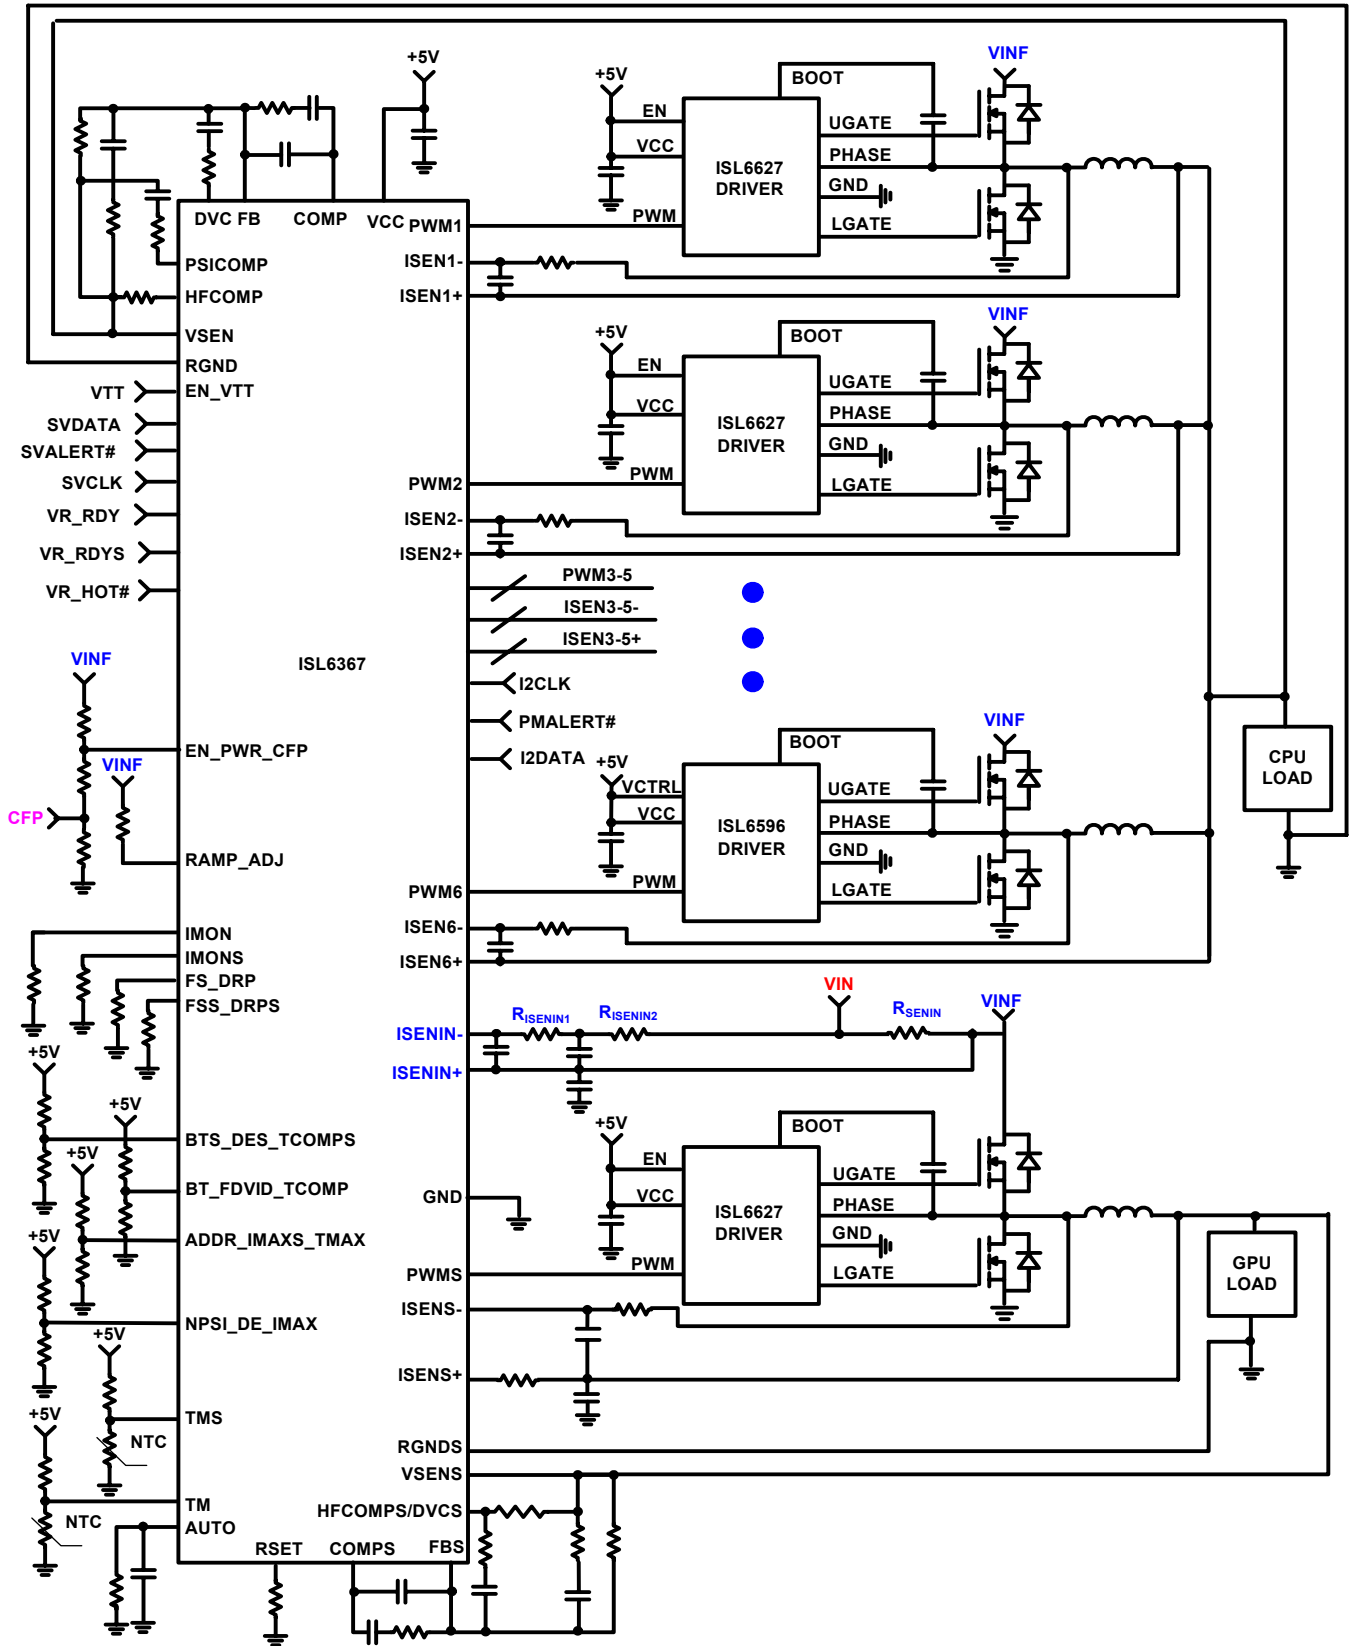 +5V
DVC FB COMP VCC
PSICOMP
HFCOMP
VSEN
RGND
VTT EN_VTT
SVDATA
SVALERT#
SVCLK
VR_RDY
VR_RDYS
VR_HOT#
VINF
EN_PWR_CFP
VINF
CFP
RAMP_ADJ
IMON
IMONS
FS_DRP
FSS_DRPS
+5V
BTS_DES_TCOMPS
+5V
BT_FDVID_TCOMP
+5V
ADDR_IMAXS_TMAX
+5V
NPSI_DE_IMAX
+5V
TMS
NTC
+5V
TM
NTC
AUTO
RSET COMPS FBS
ISL6367
PWM1
ISEN1-
ISEN1+
PWM2
ISEN2-
ISEN2+
PWM3-5
ISEN3-5-
ISEN3-5+
I2CLK
PMALERT#
I2DATA
PWM6
ISEN6-
ISEN6+
ISENIN-
ISENIN+
GND
PWMS
ISENS-
ISENS+
RGNDS
VSENS
HFCOMPS/DVCS
+5V
EN
VCC
PWM
ISL6627
DRIVER
BOOT
UGATE
PHASE
GND
LGATE
VINF
+5V
EN
VCC
PWM
ISL6627
DRIVER
BOOT
UGATE
PHASE
GND
LGATE
VINF
+5V
VCTRL
VCC
PWM
ISL6596
DRIVER
BOOT
UGATE
PHASE
GND
LGATE
VINF
CPU
LOAD
RISENIN1
RISENIN2
VIN
RSENIN
VINF
+5V
EN
VCC
PWM
ISL6627
DRIVER
BOOT
UGATE
PHASE
GND
LGATE
GPU
LOAD